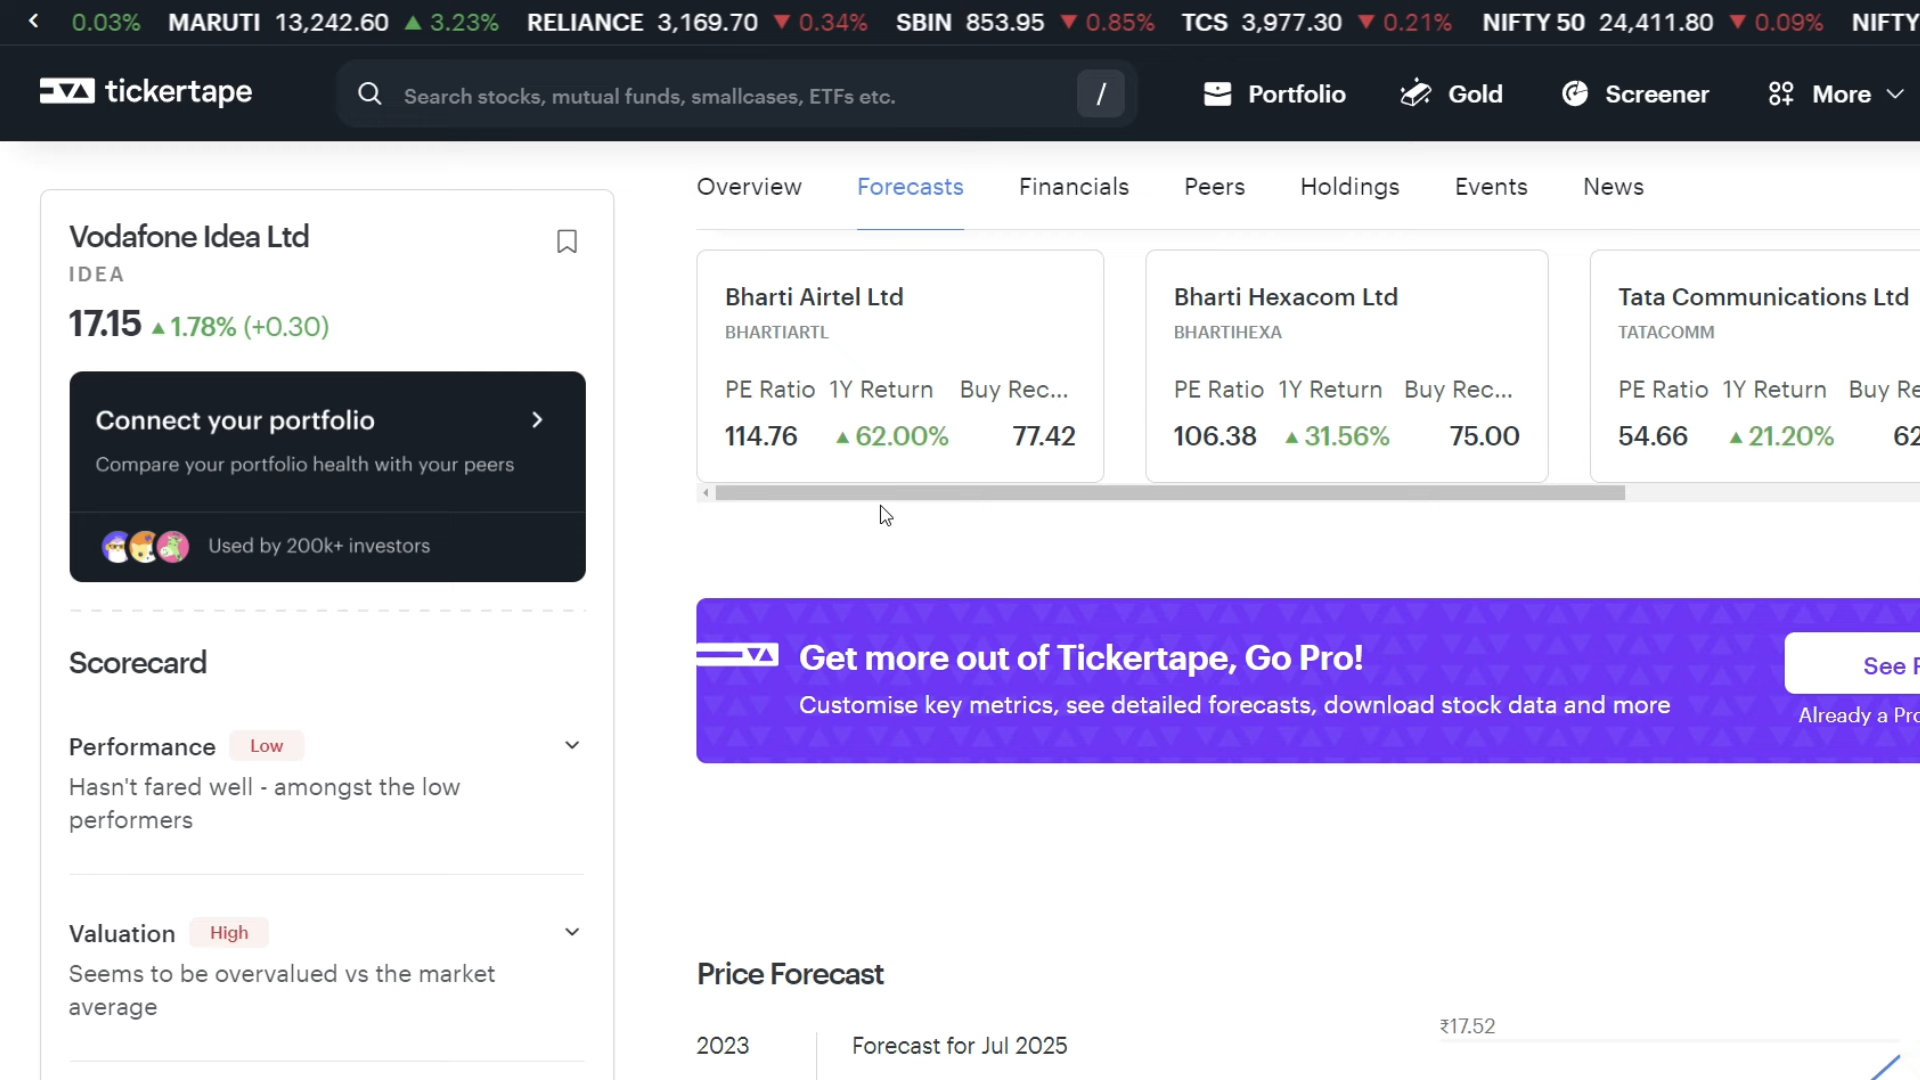 0.03% MARUTI 13,242.60 ▲ 3.23% RELIANCE 3,169.70 ▼ 0.34% SBIN 853.95 ▼ 0.85% TCS 3,977.30 ▼ 0.21% NIFTY 50 24,411.80 ▼ 0.09% NIFTY
tickertape
Search stocks, mutual funds, smallcases, ETFs etc. /
Portfolio Gold Screener More
Overview Forecasts Financials Peers Holdings Events News
Vodafone Idea Ltd
IDEA
17.15 ▲ 1.78% (+0.30)
Connect your portfolio
Compare your portfolio health with your peers
Used by 200k+ investors
Scorecard
Performance Low
Hasn't fared well - amongst the low
performers
Valuation High
Seems to be overvalued vs the market
average
Bharti Airtel Ltd
BHARTIARTL
PE Ratio 1Y Return Buy Rec...
114.76 ▲ 62.00% 77.42
Bharti Hexacom Ltd
BHARTIHEXA
PE Ratio 1Y Return Buy Rec...
106.38 ▲ 31.56% 75.00
Tata Communications Ltd
TATACOMM
PE Ratio 1Y Return Buy Re
54.66 ▲ 21.20% 62
Get more out of Tickertape, Go Pro!
Customise key metrics, see detailed forecasts, download stock data and more
See
Already a Pro
Price Forecast
2023 Forecast for Jul 2025
₹17.52